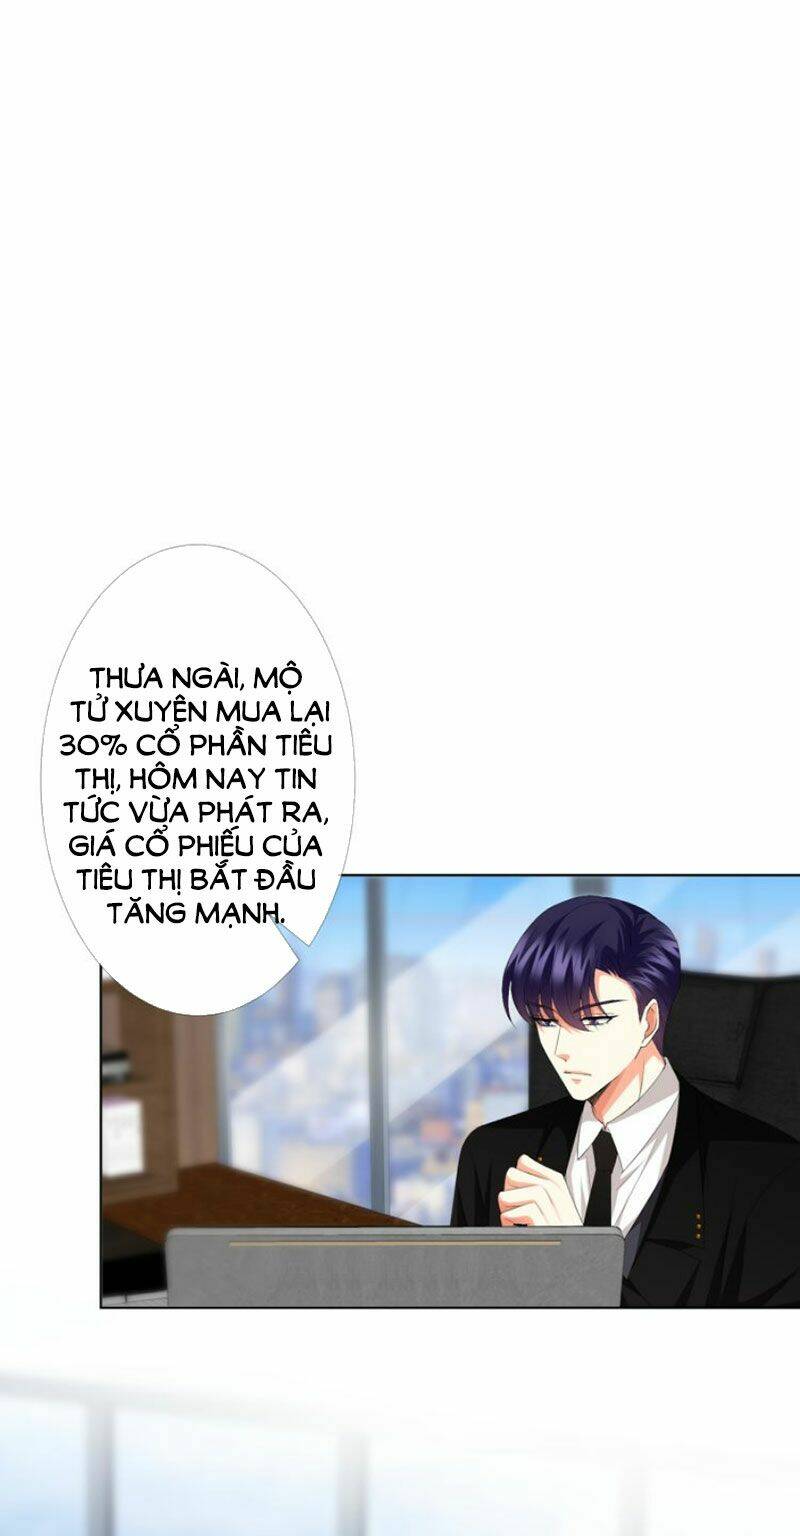 THƯA NGÀI, MỘ
TỬ XUYÊN MUA LẠI
30% CỔ PHẦN TIÊU
THỊ, HÔM NAY TIN
TỨC VỪA PHÁT RA,
GIÁ CỔ PHIẾU CỦA
TIÊU THỊ BẮT ĐẦU
TĂNG MẠNH.